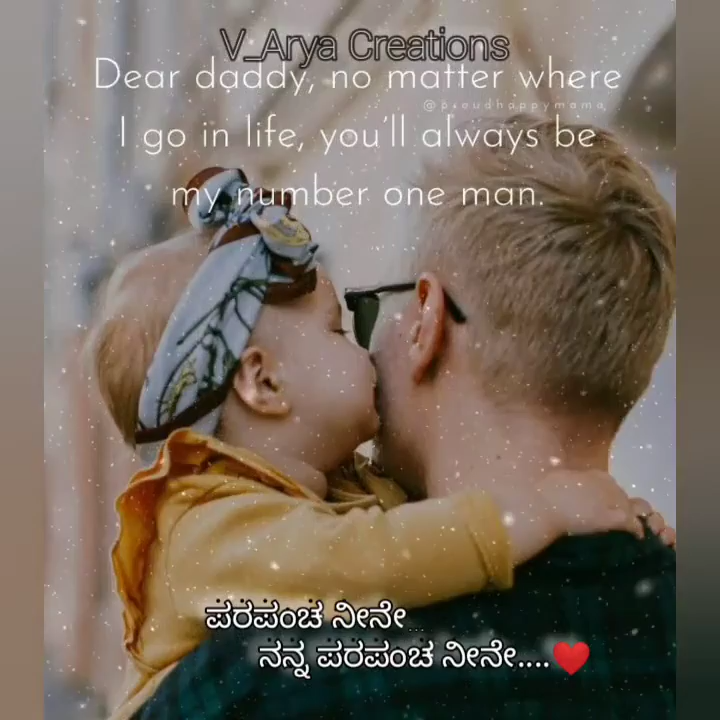 V_Arya Creations
Dear daddy, no matter where
@proudhappymama
I go in life, you'll always be
my number one man.
ಪರಪಂಚ ನೀನೇ
ನನ್ನ ಪರಪಂಚ ನೀನೇ....❤️